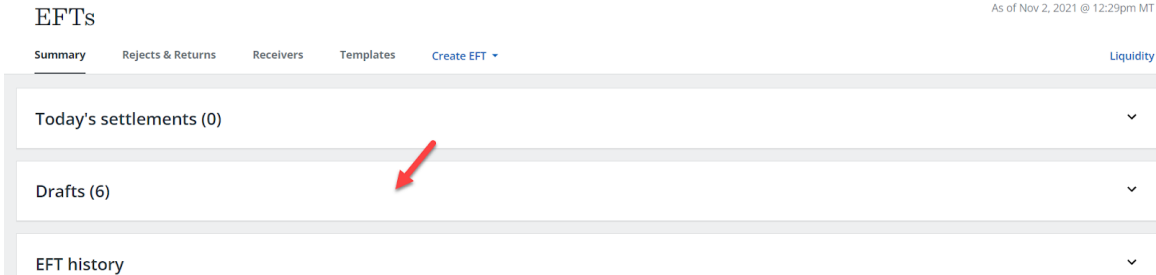 EFTs
As of Nov 2, 2021 @ 12:29pm MT
Summary Rejects & Returns Receivers Templates Create EFT Liquidity
Today's settlements (0)
Drafts (6)
EFT history